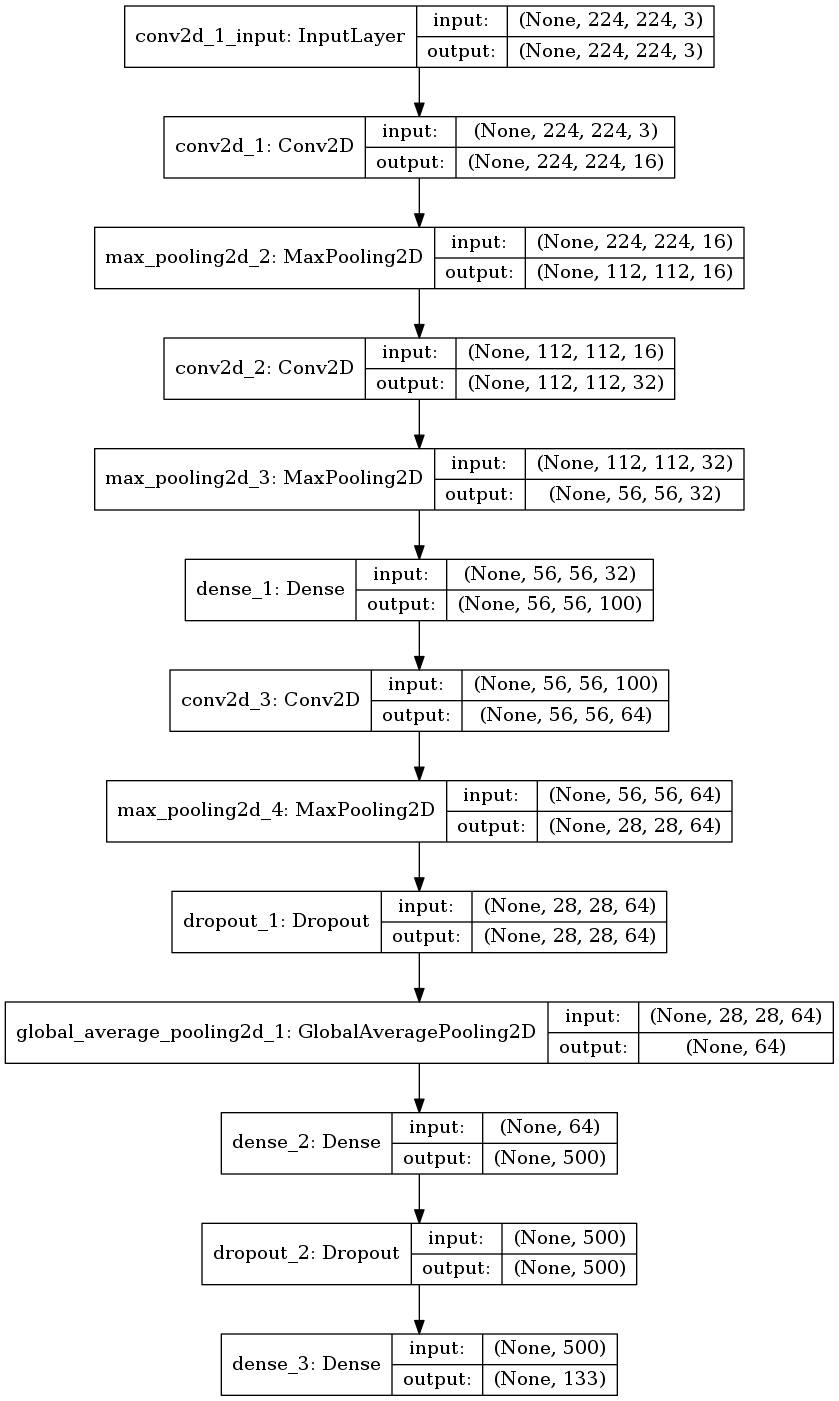 conv2d_1_input: InputLayer
input: (None, 224, 224, 3)
output: (None, 224, 224, 3)
conv2d_1: Conv2D
input: (None, 224, 224, 3)
output: (None, 224, 224, 16)
max_pooling2d_2: MaxPooling2D
input: (None, 224, 224, 16)
output: (None, 112, 112, 16)
conv2d_2: Conv2D
input: (None, 112, 112, 16)
output: (None, 112, 112, 32)
max_pooling2d_3: MaxPooling2D
input: (None, 112, 112, 32)
output: (None, 56, 56, 32)
dense_1: Dense
input: (None, 56, 56, 32)
output: (None, 56, 56, 100)
conv2d_3: Conv2D
input: (None, 56, 56, 100)
output: (None, 56, 56, 64)
max_pooling2d_4: MaxPooling2D
input: (None, 56, 56, 64)
output: (None, 28, 28, 64)
dropout_1: Dropout
input: (None, 28, 28, 64)
output: (None, 28, 28, 64)
global_average_pooling2d_1: GlobalAveragePooling2D
input: (None, 28, 28, 64)
output: (None, 64)
dense_2: Dense
input: (None, 64)
output: (None, 500)
dropout_2: Dropout
input: (None, 500)
output: (None, 500)
dense_3: Dense
input: (None, 500)
output: (None, 133)